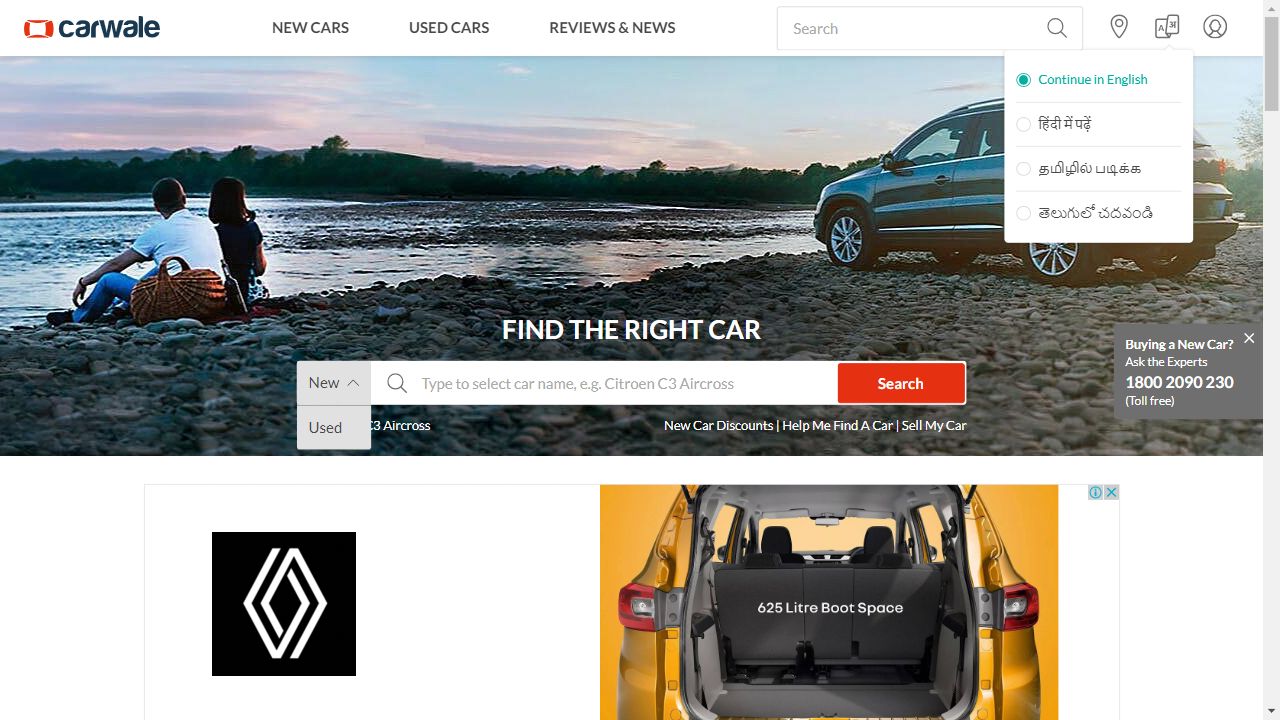 carwale
NEW CARS
USED CARS
REVIEWS & NEWS
Search
Continue in English
हिंदी में पढ़ें
தமிழில் படிக்க
తెలుగులో చదవండి
FIND THE RIGHT CAR
New
Type to select car name, e.g. Citroen C3 Aircross
Search
Used
C3 Aircross
New Car Discounts | Help Me Find A Car | Sell My Car
Buying a New Car?
Ask the Experts
1800 2090 230
(Toll free)
625 Litre Boot Space